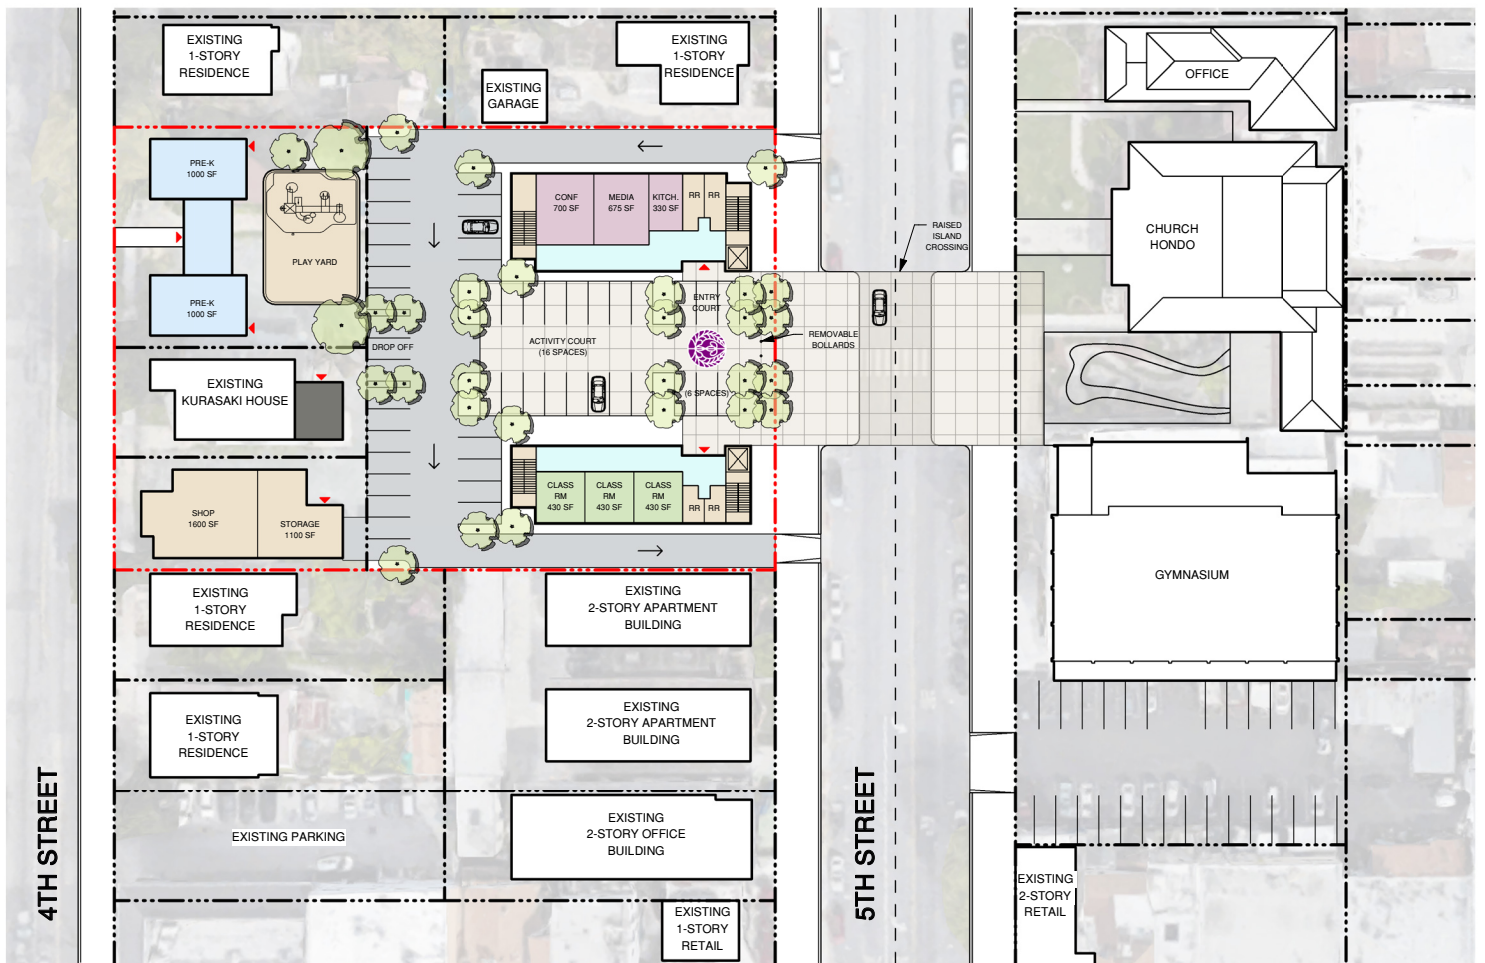 EXISTING
1-STORY
RESIDENCE
EXISTING
GARAGE
EXISTING
1-STORY
RESIDENCE
OFFICE
PRE-K
1000 SF
PLAY YARD
PRE-K
1000 SF
CONF
700 SF
MEDIA
675 SF
KITCH.
330 SF
RR
RR
RAISED
ISLAND
CROSSING
CHURCH
HONDO
ENTRY
COURT
REMOVABLE
BOLLARDS
DROP OFF
ACTIVITY COURT
(16 SPACES)
(6 SPACES)
EXISTING
KURASAKI HOUSE
SHOP
1600 SF
STORAGE
1100 SF
CLASS
RM
430 SF
CLASS
RM
430 SF
CLASS
RM
430 SF
RR
RR
GYMNASIUM
EXISTING
1-STORY
RESIDENCE
EXISTING
2-STORY APARTMENT
BUILDING
EXISTING
1-STORY
RESIDENCE
EXISTING
2-STORY APARTMENT
BUILDING
4TH STREET
EXISTING PARKING
EXISTING
2-STORY OFFICE
BUILDING
5TH STREET
EXISTING
2-STORY
RETAIL
EXISTING
1-STORY
RETAIL